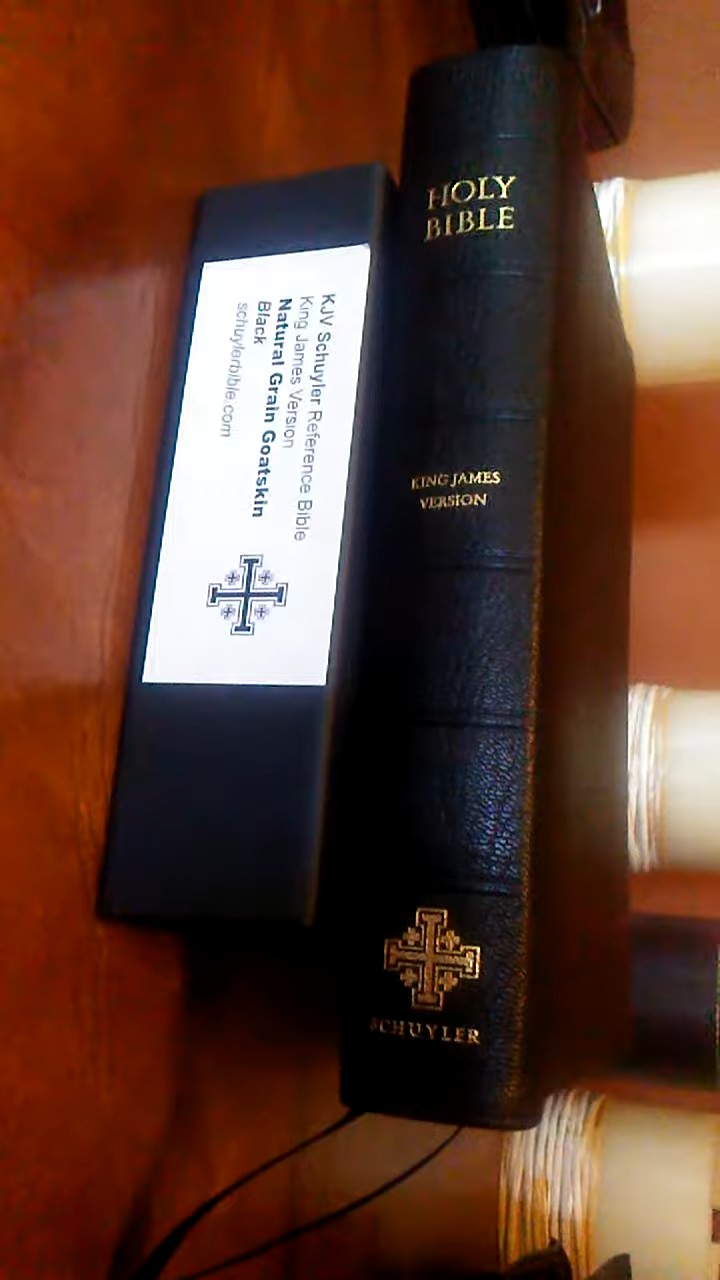 KJV Schuyler Reference Bible
King James Version
Natural Grain Goatskin
Black
schuylerbible.com
HOLY
BIBLE
KING JAMES
VERSION
SCHUYLER